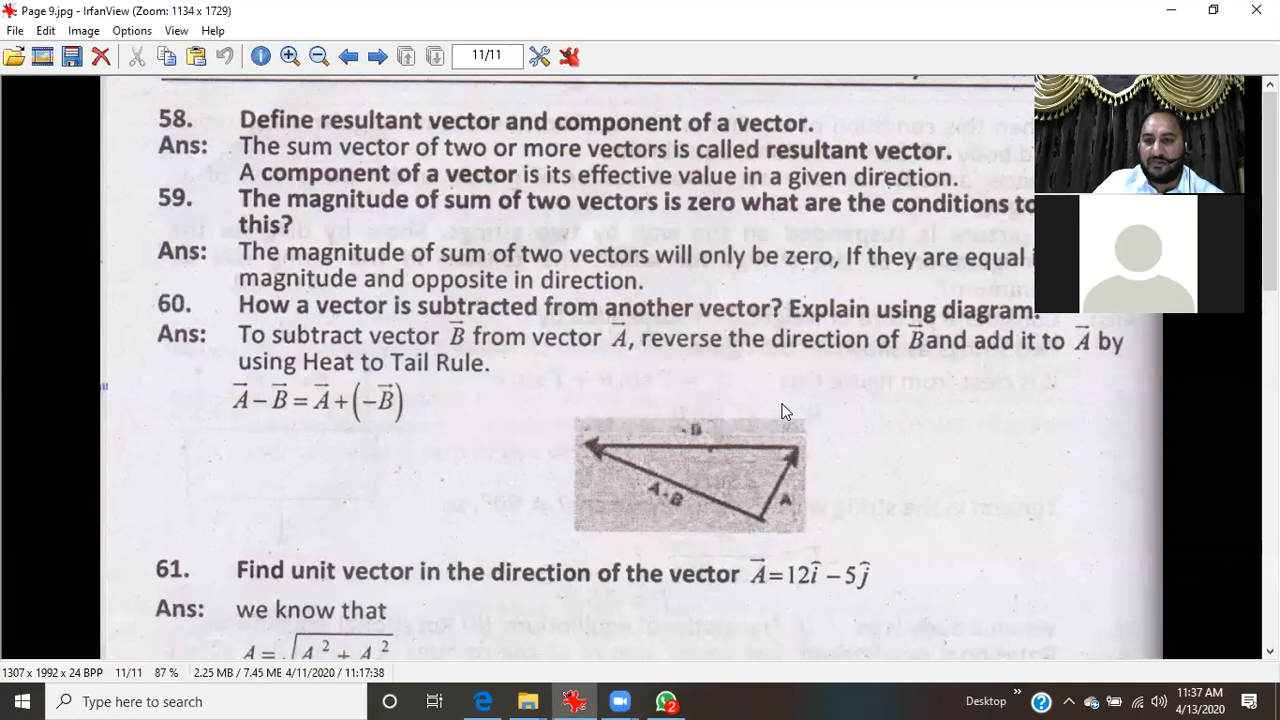 Page 9.jpg - IrfanView (Zoom: 1134 x 1729)
File Edit Image Options View Help
11/11
58. Define resultant vector and component of a vector.
Ans: The sum vector of two or more vectors is called resultant vector.
A component of a vector is its effective value in a given direction.
59. The magnitude of sum of two vectors is zero what are the conditions to
this?
Ans: The magnitude of sum of two vectors will only be zero, If they are equal i
magnitude and opposite in direction.
60. How a vector is subtracted from another vector? Explain using diagram.
Ans: To subtract vector B⃗ from vector A⃗, reverse the direction of B⃗and add it to A⃗ by
using Heat to Tail Rule.
A⃗ − B⃗ = A⃗ + (−B⃗)
-B
A-B
A
61. Find unit vector in the direction of the vector A⃗=12î − 5ĵ
Ans: we know that
A = √A² + A²
1307 x 1992 x 24 BPP 11/11 87 % 2.25 MB / 7.45 MB 4/11/2020 / 11:17:38
Type here to search
2
Desktop
11:37 AM
4/13/2020